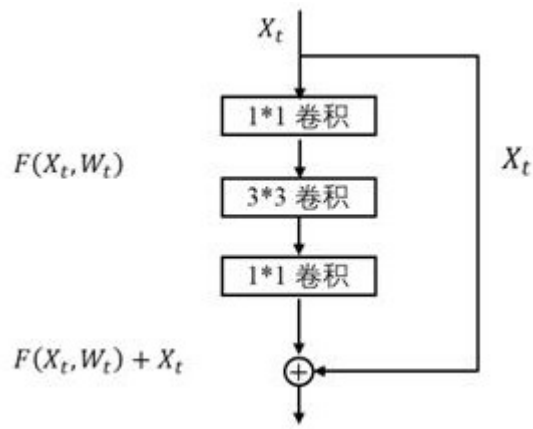 X_t
1*1 卷积
F(X_t, W_t)
X_t
3*3 卷积
1*1 卷积
F(X_t, W_t) + X_t